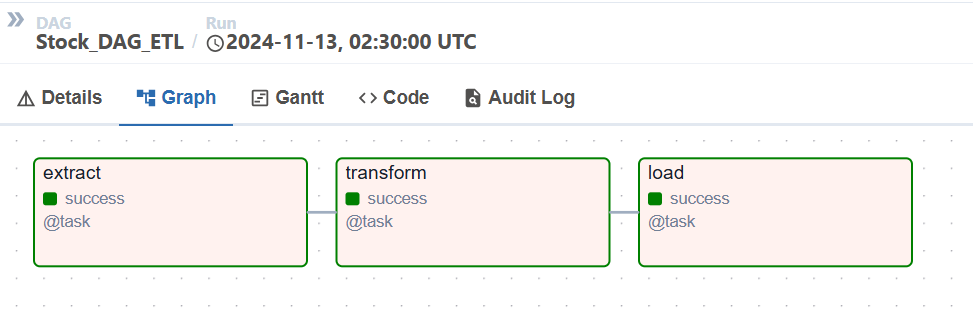 DAG Run
Stock_DAG_ETL / 2024-11-13, 02:30:00 UTC
Details Graph Gantt Code Audit Log
extract transform load
success success success
@task @task @task